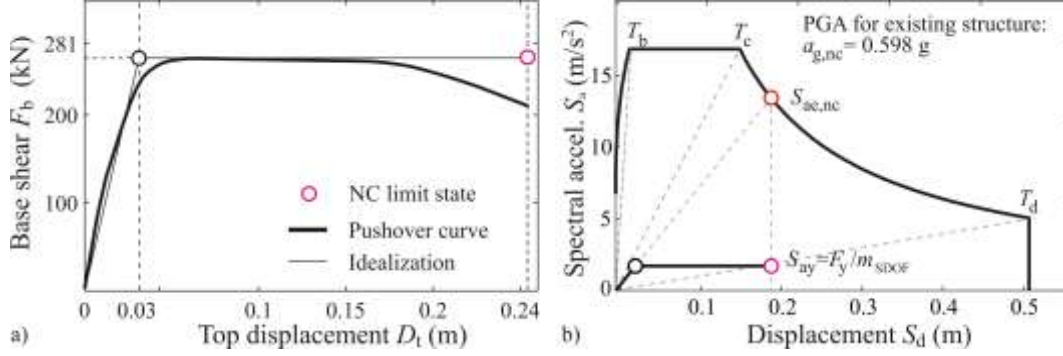 Base shear F_b (kN)
281
200
100
NC limit state
Pushover curve
Idealization
0
0.03
0.1
0.15
0.24
a)
Top displacement D_t (m)
Spectral accel. S_a (m/s²)
15
10
5
0
T_b
T_c
PGA for existing structure:
a_g,nc = 0.598 g
S_ae,nc
T_d
S_ay=F_y/m_SDOF
0.1
0.2
0.3
0.4
0.5
b)
Displacement S_d (m)